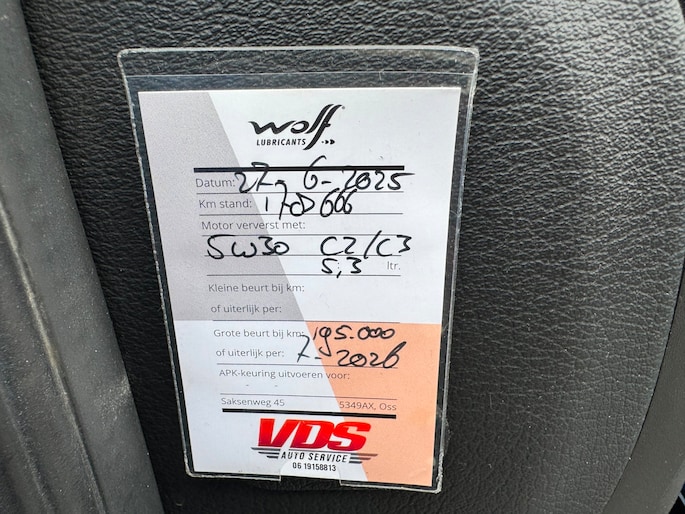 wolf
LUBRICANTS
Datum: 27-6-2025
Km stand:
Motor ververst met:
5W30 C2/C3
5,3 ltr.
Kleine beurt bij km:
of uiterlijk per:
Grote beurt bij km: 195.000
of uiterlijk per: 7-2026
APK-keuring uitvoeren voor:
Saksenweg 45 5349AX, Oss
VDS
AUTO SERVICE
06 19158813